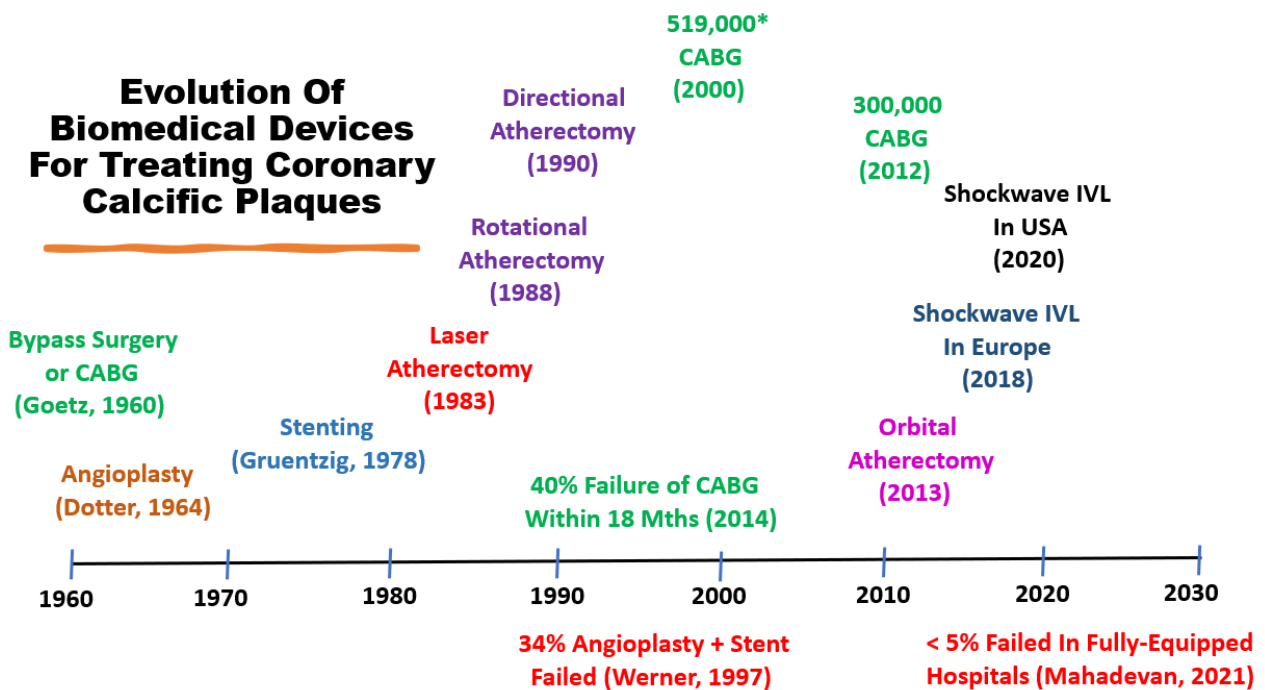 Evolution Of
Biomedical Devices
For Treating Coronary
Calcific Plaques
519,000*
CABG
(2000)
Directional
Atherectomy
(1990)
300,000
CABG
(2012)
Shockwave IVL
In USA
(2020)
Rotational
Atherectomy
(1988)
Bypass Surgery
or CABG
(Goetz, 1960)
Laser
Atherectomy
(1983)
Shockwave IVL
In Europe
(2018)
Stenting
(Gruentzig, 1978)
Orbital
Atherectomy
(2013)
Angioplasty
(Dotter, 1964)
40% Failure of CABG
Within 18 Mths (2014)
1960 1970 1980 1990 2000 2010 2020 2030
34% Angioplasty + Stent
Failed (Werner, 1997)
< 5% Failed In Fully-Equipped
Hospitals (Mahadevan, 2021)